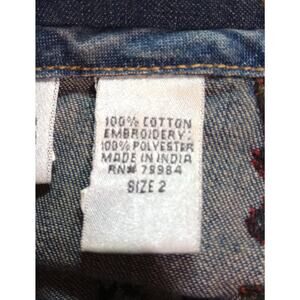 100% COTTON
EMBROIDERY:
100% POLYESTER
MADE IN INDIA
RN# 79984
SIZE 2